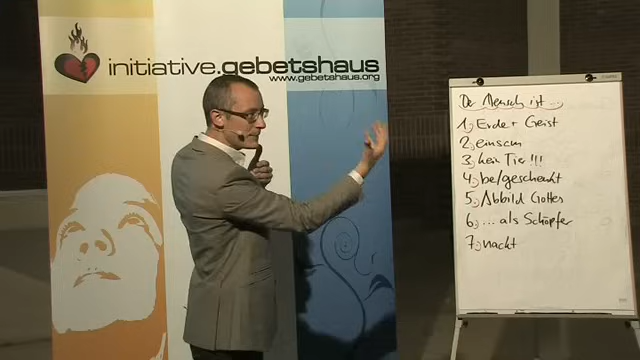 initiative.gebetshaus
www.gebetshaus.org
Der Mensch ist ...
1) Erde + Geist
2) einsam
3) kein Tier!!!
4) be/geschenkt
5) Abbild Gottes
6) ... als Schöpfer
7) nackt